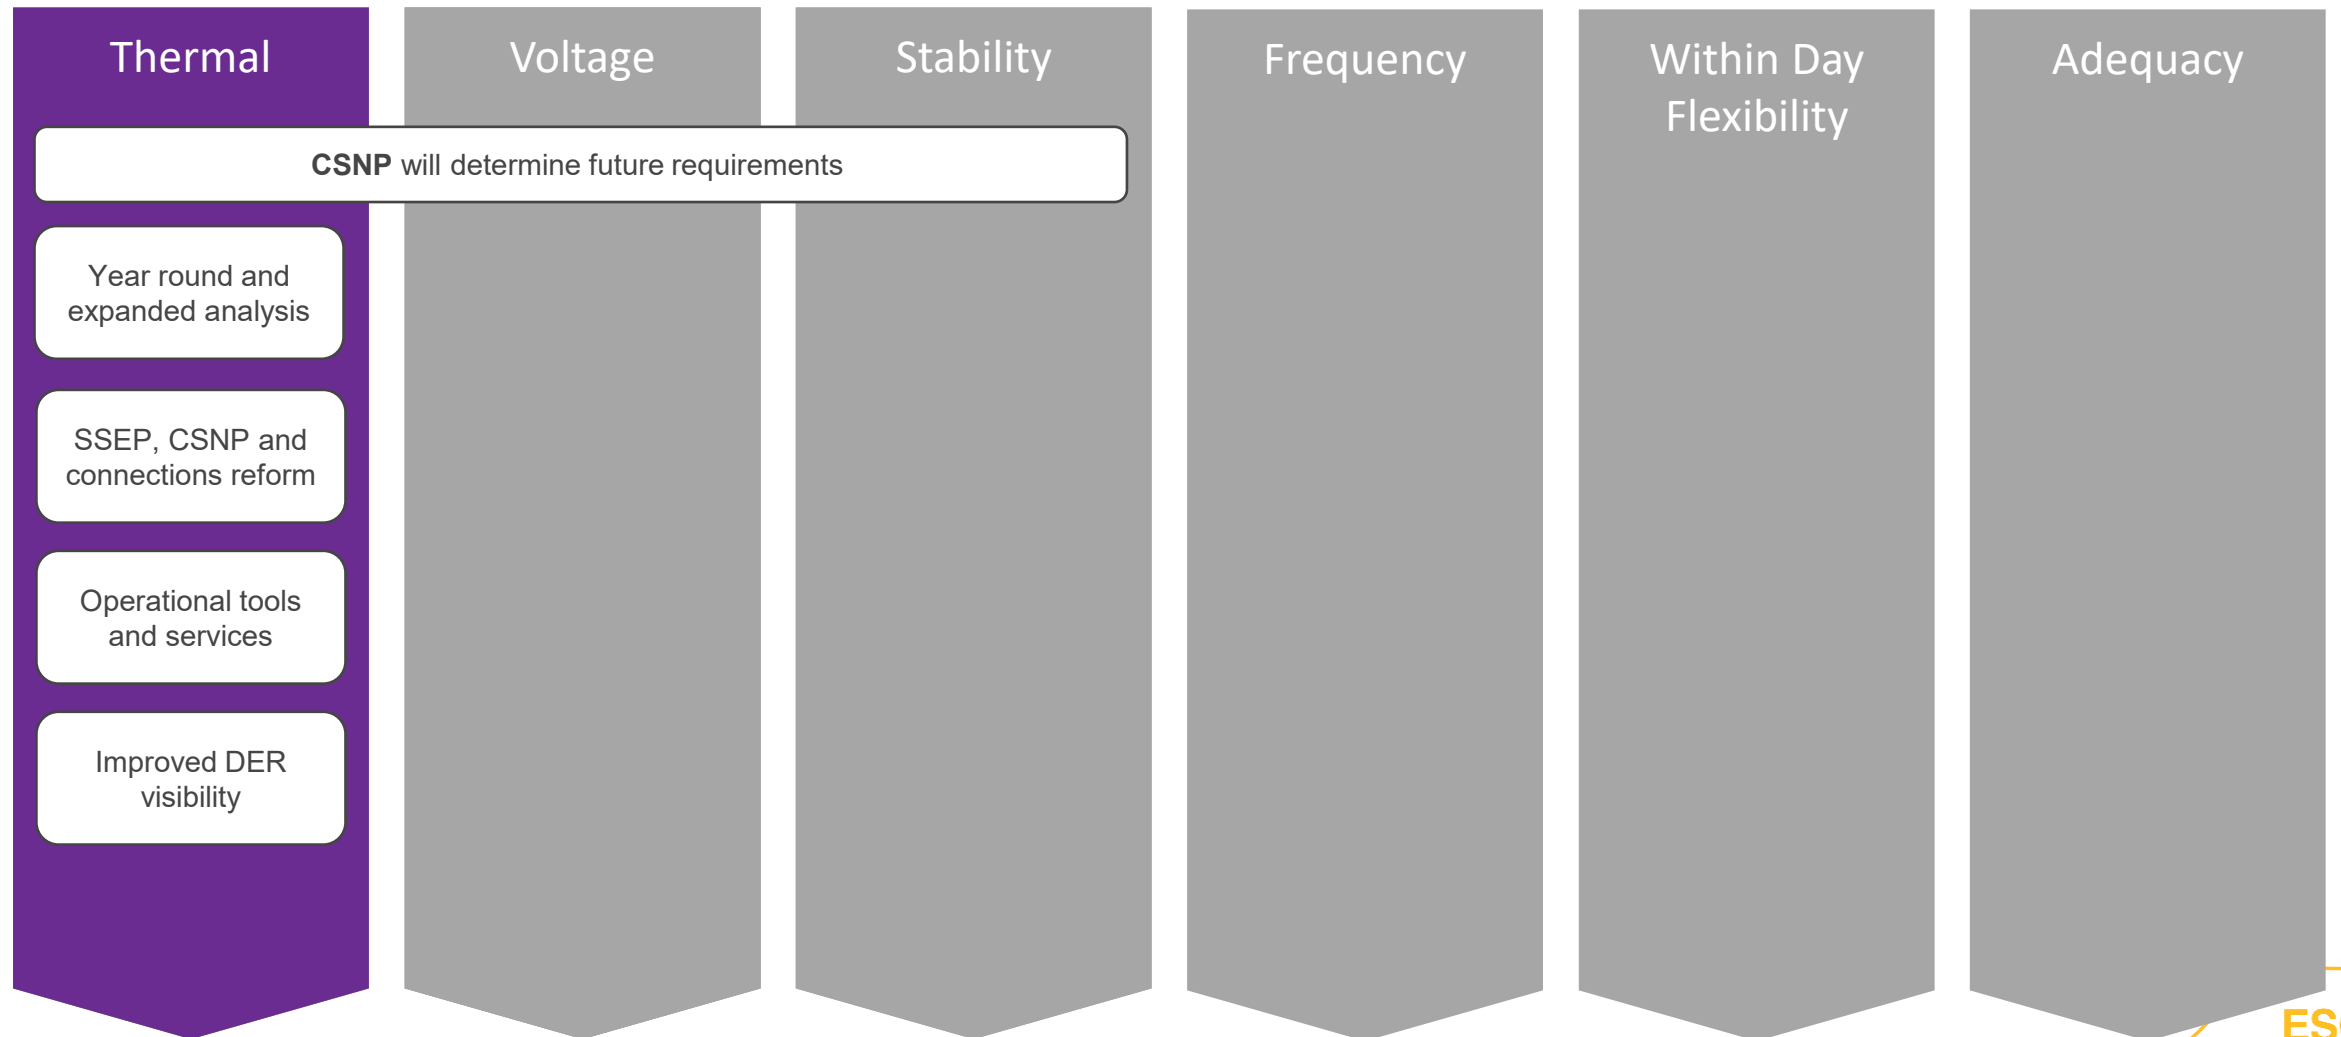 Thermal
Voltage
Stability
Frequency
Within Day
Flexibility
Adequacy
CSNP will determine future requirements
Year round and
expanded analysis
SSEP, CSNP and
connections reform
Operational tools
and services
Improved DER
visibility